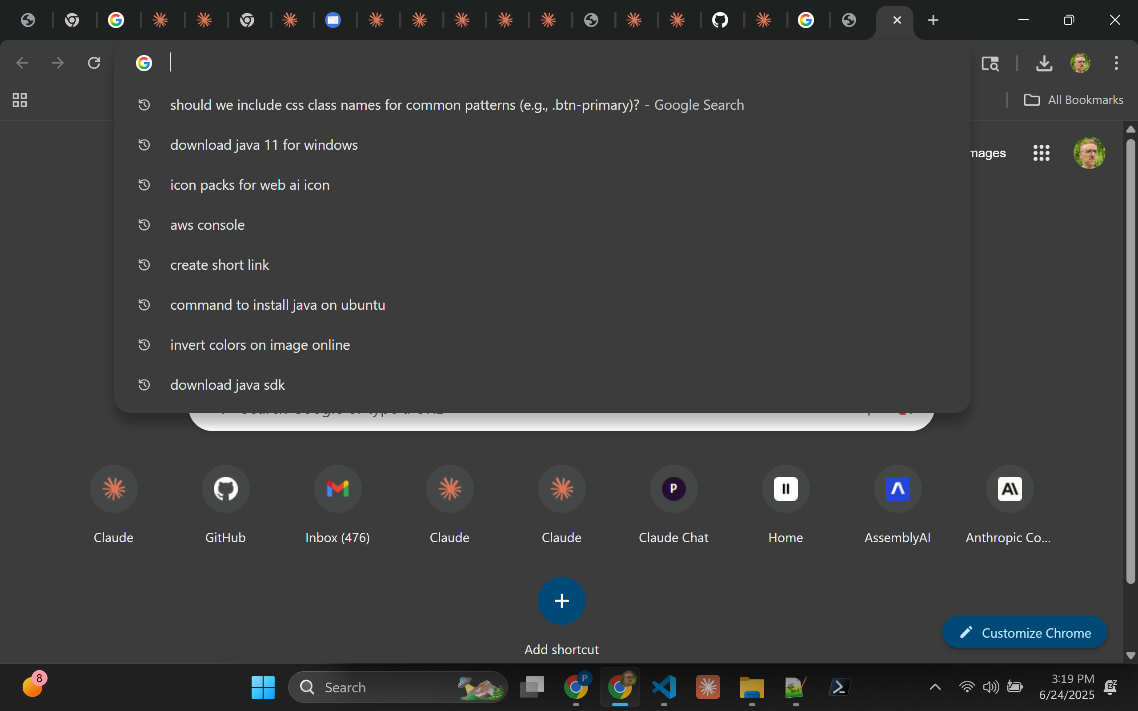 should we include css class names for common patterns (e.g., .btn-primary)? - Google Search
All Bookmarks
download java 11 for windows
mages
icon packs for web ai icon
aws console
create short link
command to install java on ubuntu
invert colors on image online
download java sdk
Claude
GitHub
Inbox (476)
Claude
Claude
Claude Chat
Home
AssemblyAI
Anthropic Co...
Add shortcut
Customize Chrome
8
Search
3:19 PM
6/24/2025